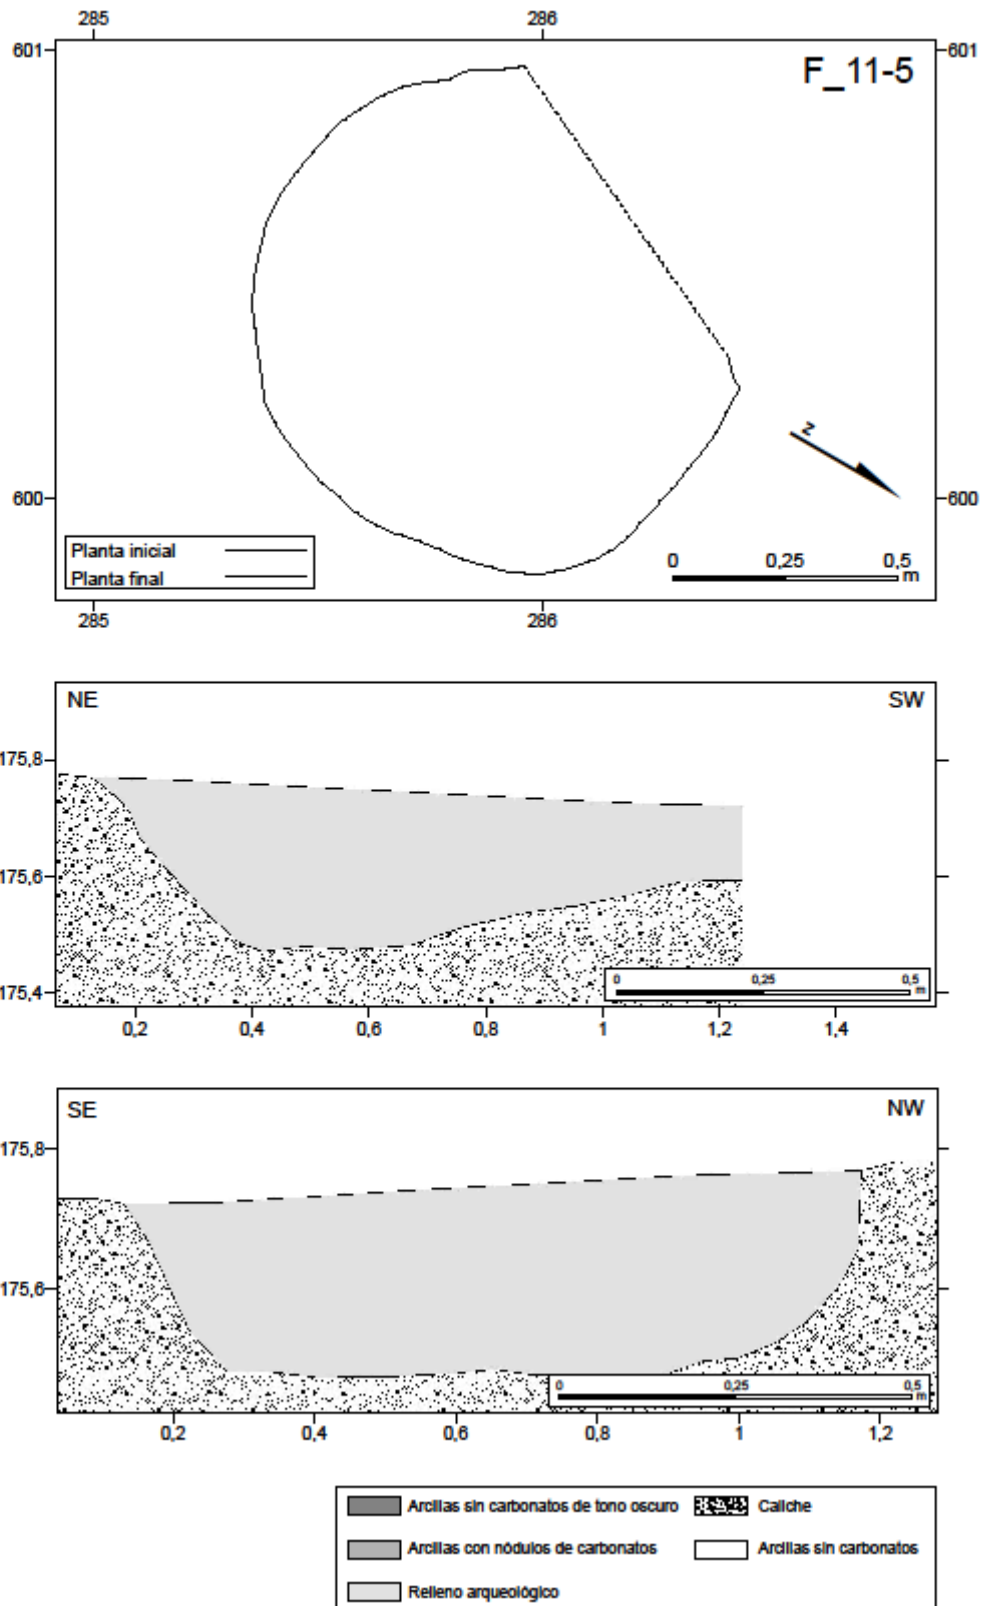 285 286
601 601
F_11-5
N
600 600
Planta inicial
Planta final
0 0,25 0,5
m
285 286
NE SW
175,8
175,6
175,4
0 0,25 0,5
m
0,2 0,4 0,6 0,8 1 1,2 1,4
SE NW
175,8
175,6
0 0,25 0,5
m
0,2 0,4 0,6 0,8 1 1,2
Arcillas sin carbonatos de tono oscuro Caliche
Arcillas con nódulos de carbonatos Arcillas sin carbonatos
Relleno arqueológico